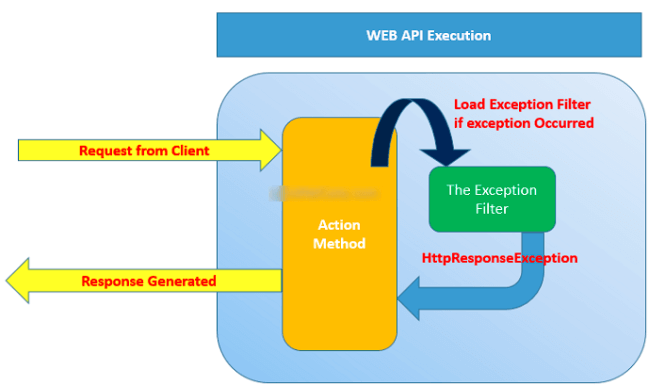 WEB API Execution
Load Exception Filter
if exception Occurred
Request from Client
The Exception
Filter
Action
Method
HttpResponseException
Response Generated